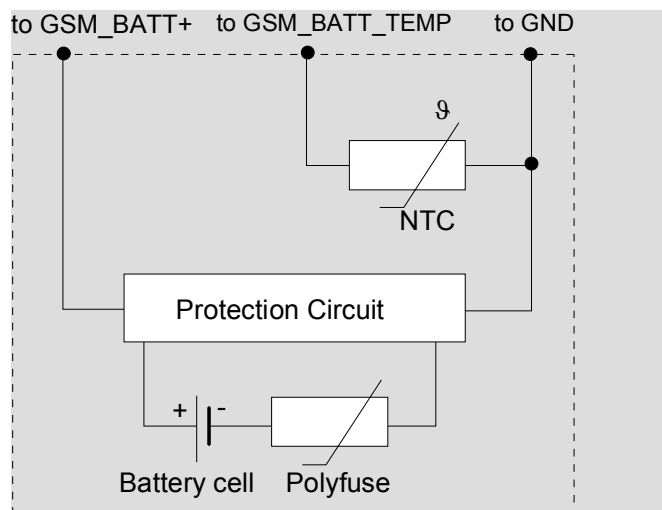 to GSM_BATT+ to GSM_BATT_TEMP to GND
ϑ
NTC
Protection Circuit
+ -
Battery cell Polyfuse